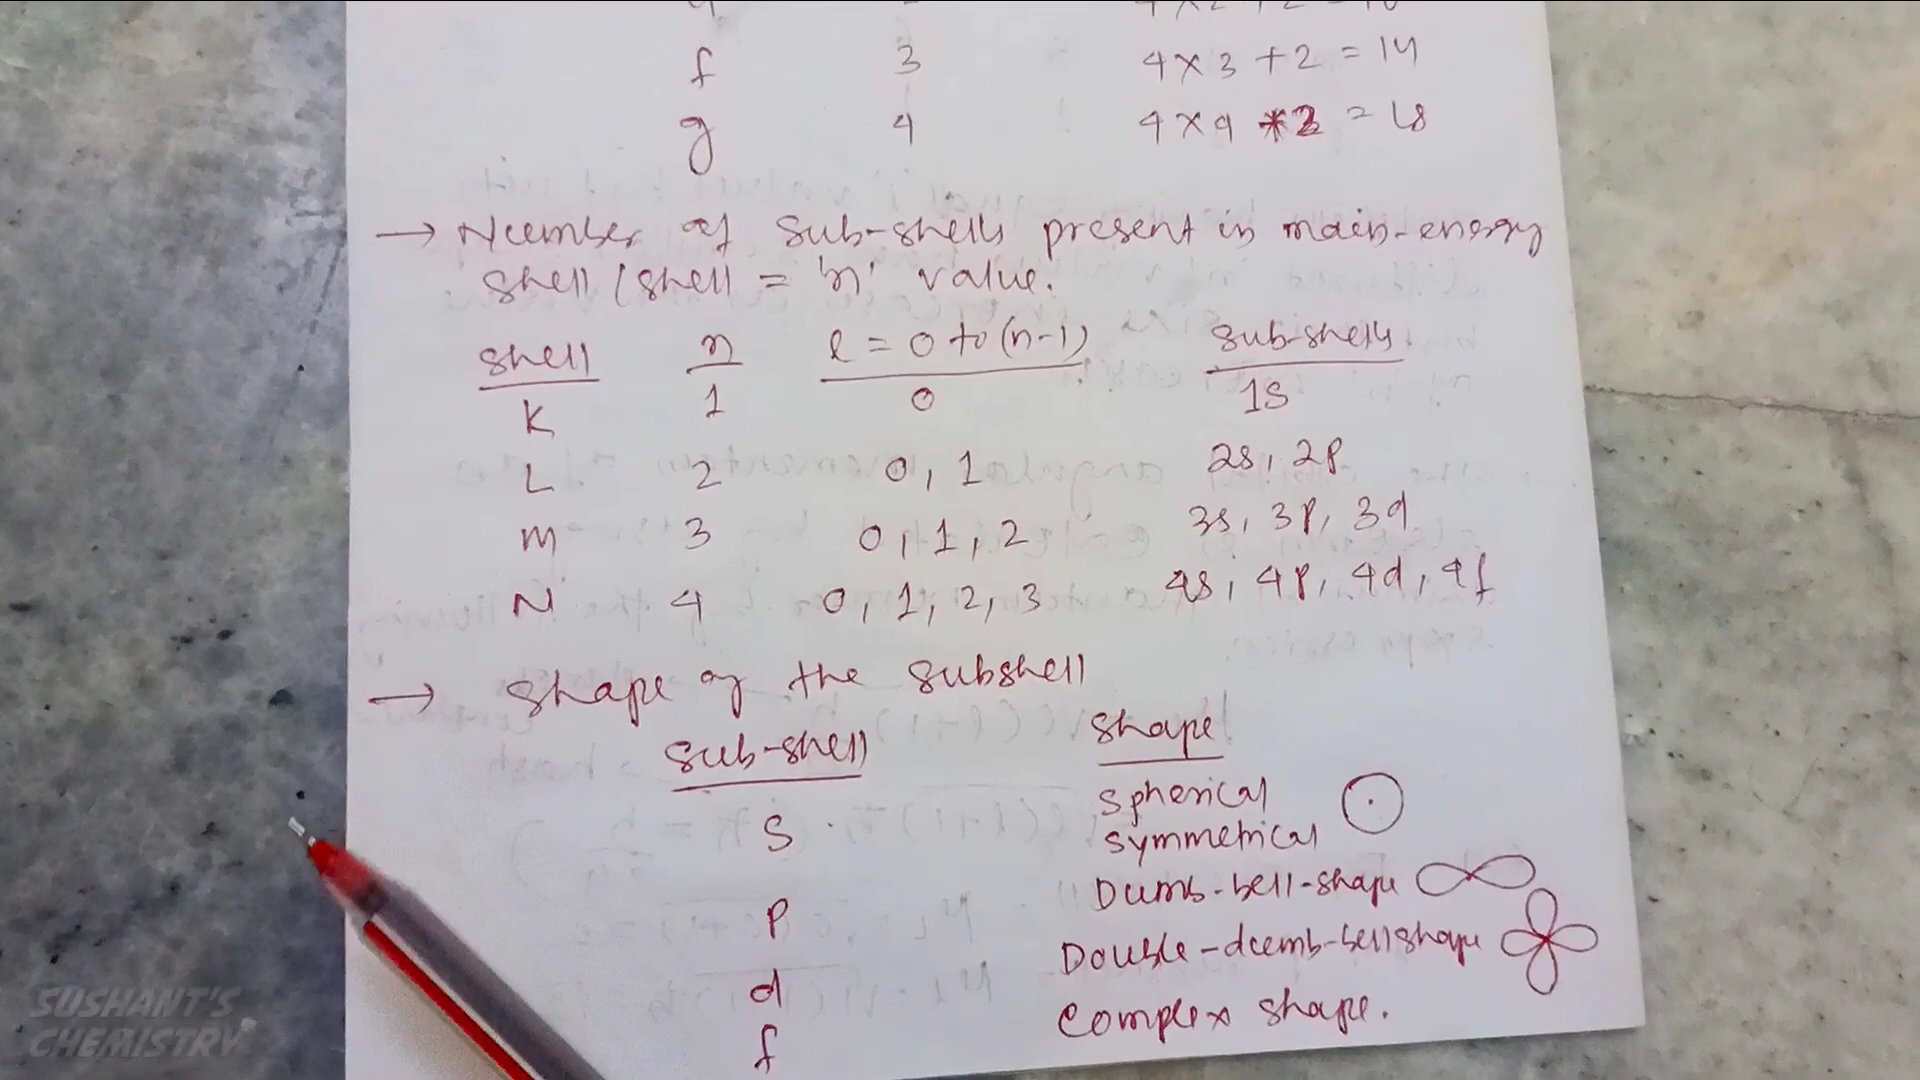 f 3 4×3+2 = 14
g 4 4×4 +2 = 18
→ Number of sub-shells present in main-energy
shell/shell = 'n' value.
shell n l = 0 to (n-1) sub-shells
K 1 0 1s
L 2 0, 1 2s, 2p
M 3 0, 1, 2 3s, 3p, 3d
N 4 0, 1, 2, 3 4s, 4p, 4d, 4f
→ Shape of the subshell
Sub-shell Shape
s Spherical
symmetrical
p Dumb-bell-shape
d Double-dumb-bell shape
f Complex shape.
SUSHANT'S
CHEMISTRY